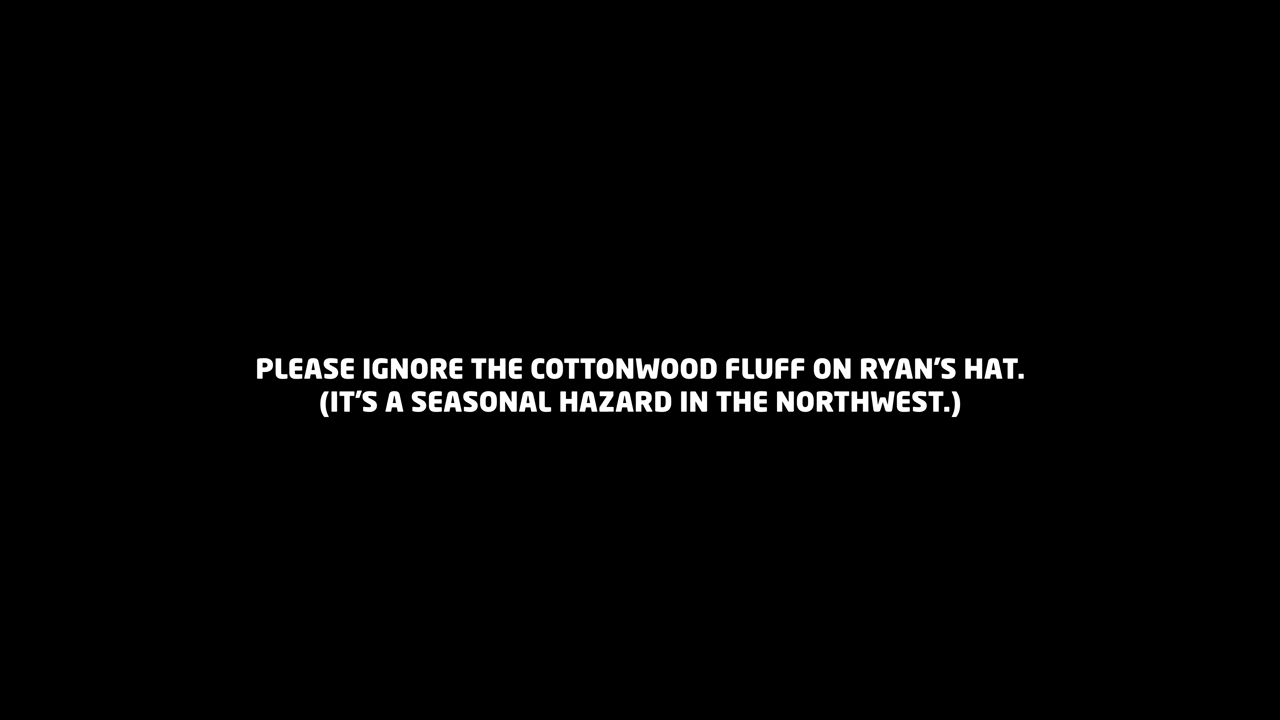 PLEASE IGNORE THE COTTONWOOD FLUFF ON RYAN’S HAT.
(IT’S A SEASONAL HAZARD IN THE NORTHWEST.)